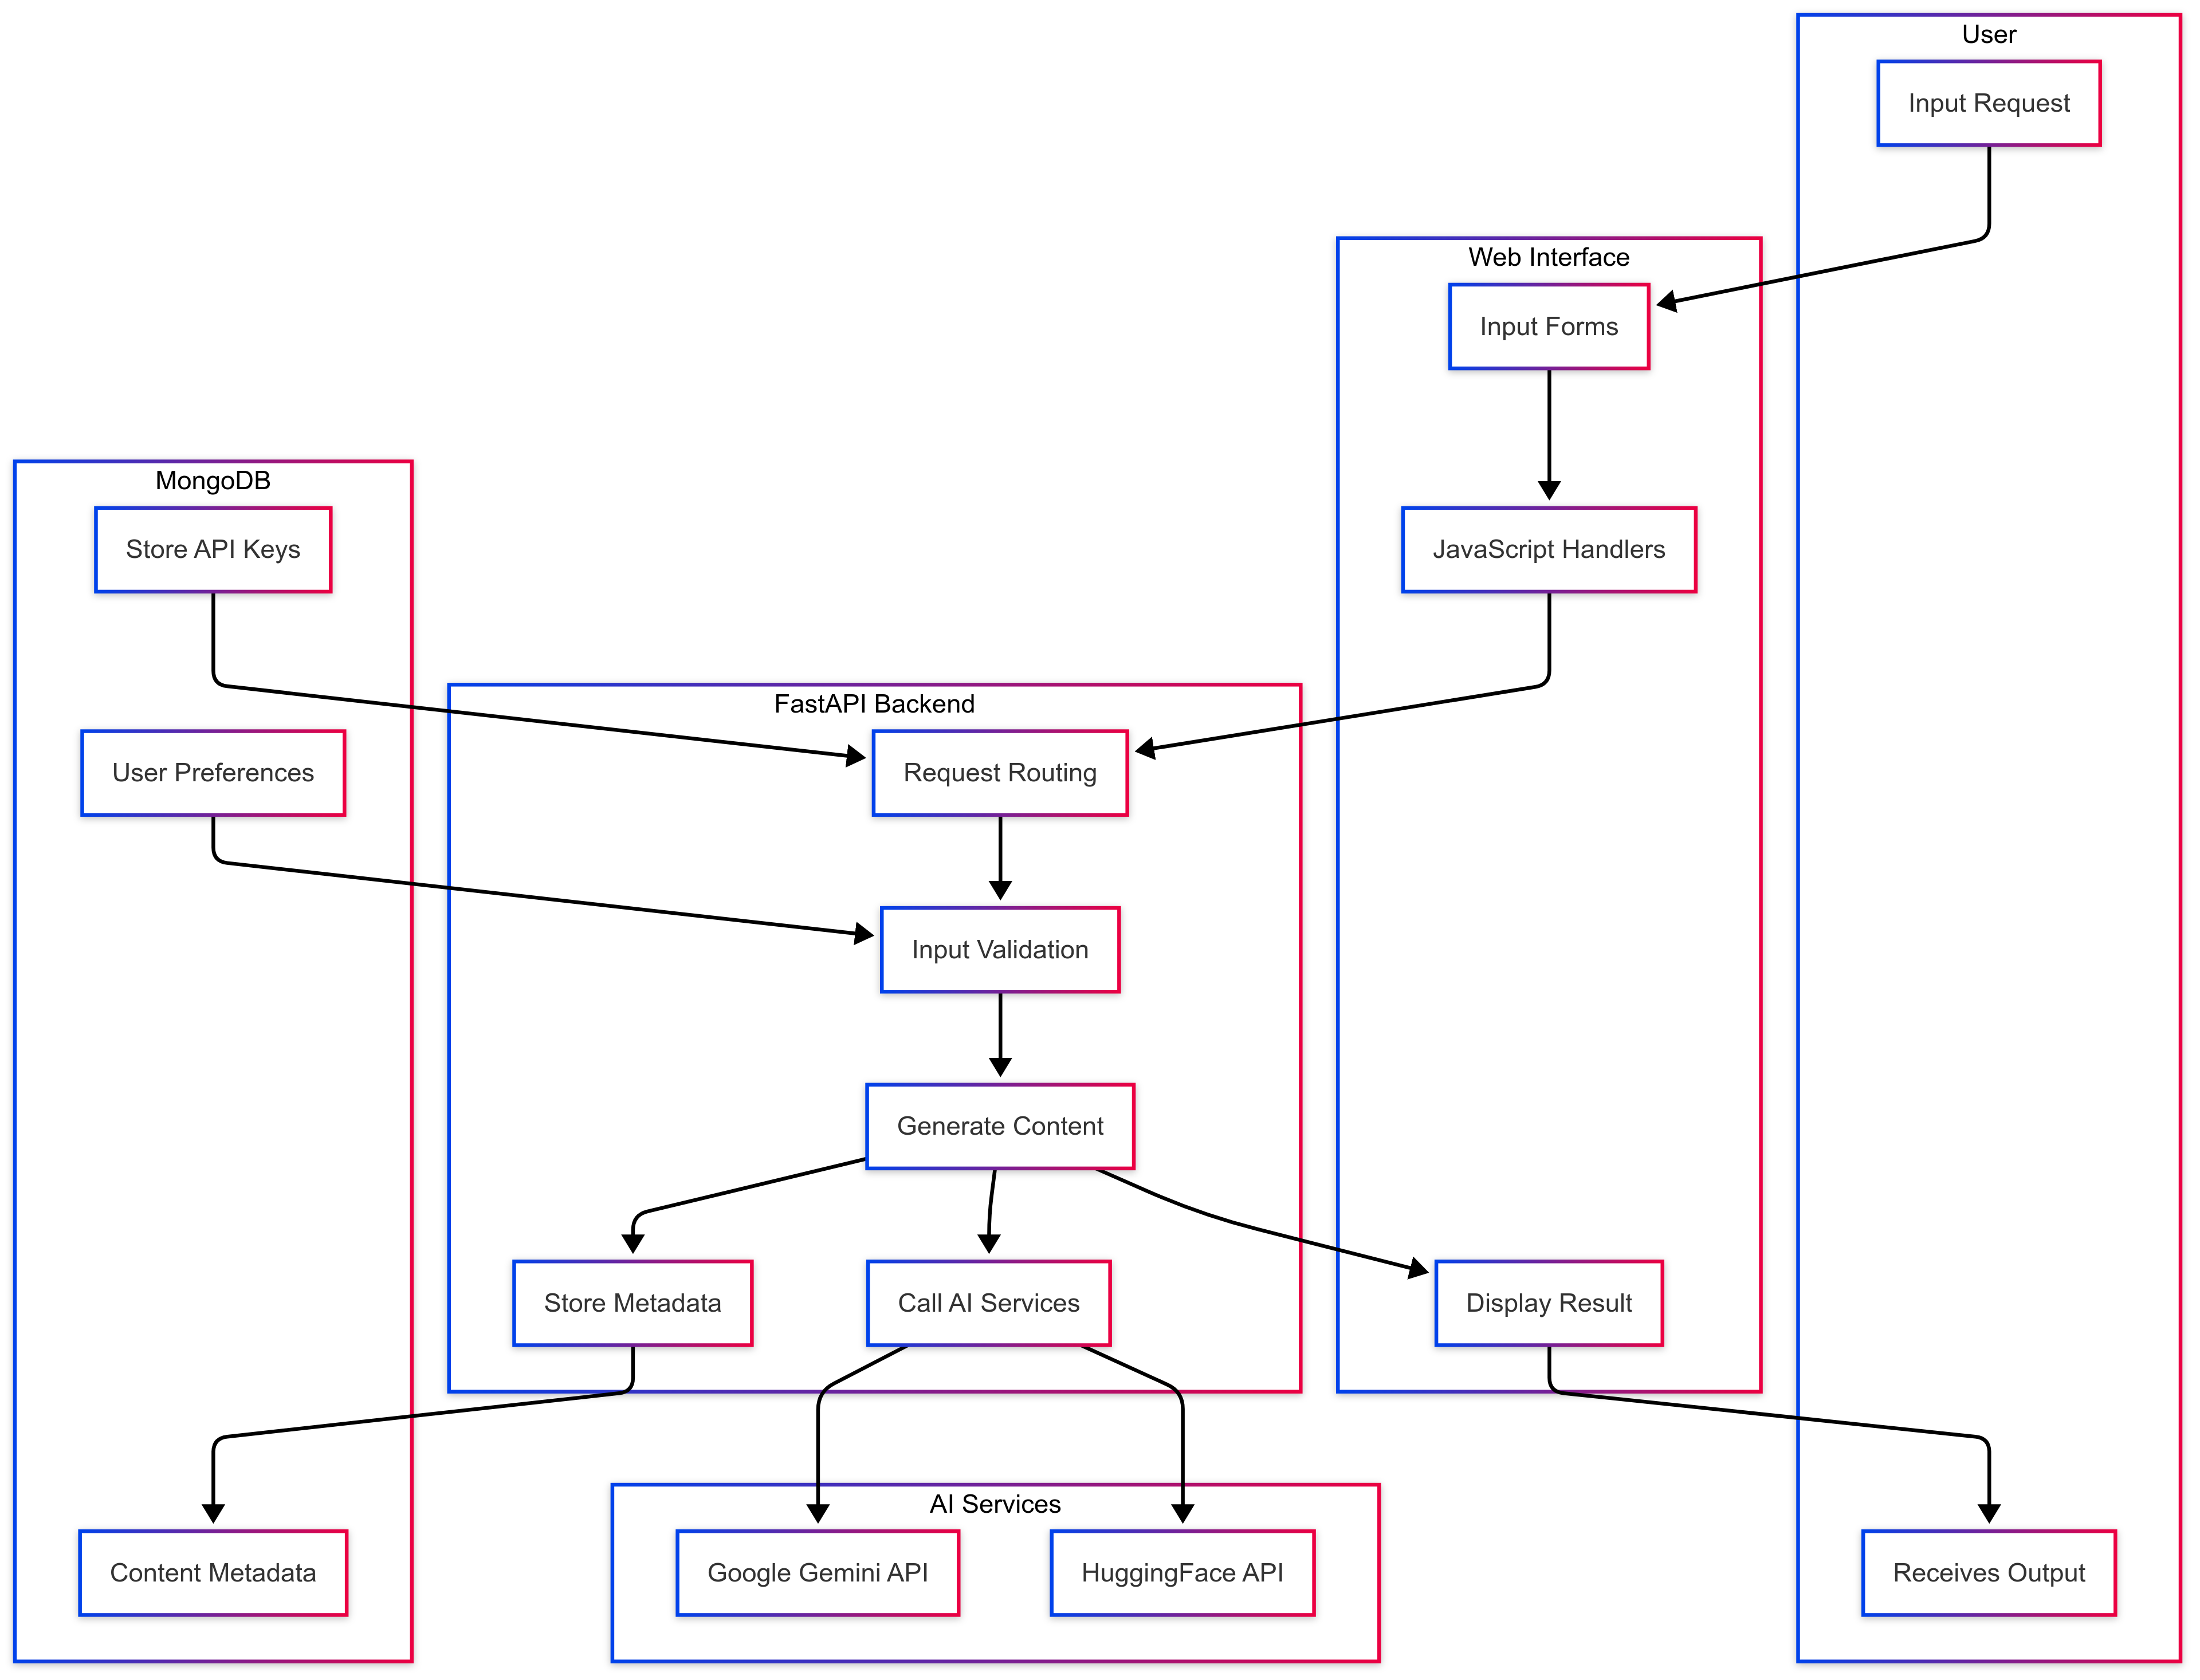 User
Input Request
Web Interface
Input Forms
MongoDB
Store API Keys
JavaScript Handlers
FastAPI Backend
User Preferences
Request Routing
Input Validation
Generate Content
Store Metadata
Call AI Services
Display Result
AI Services
Content Metadata
Google Gemini API
HuggingFace API
Receives Output